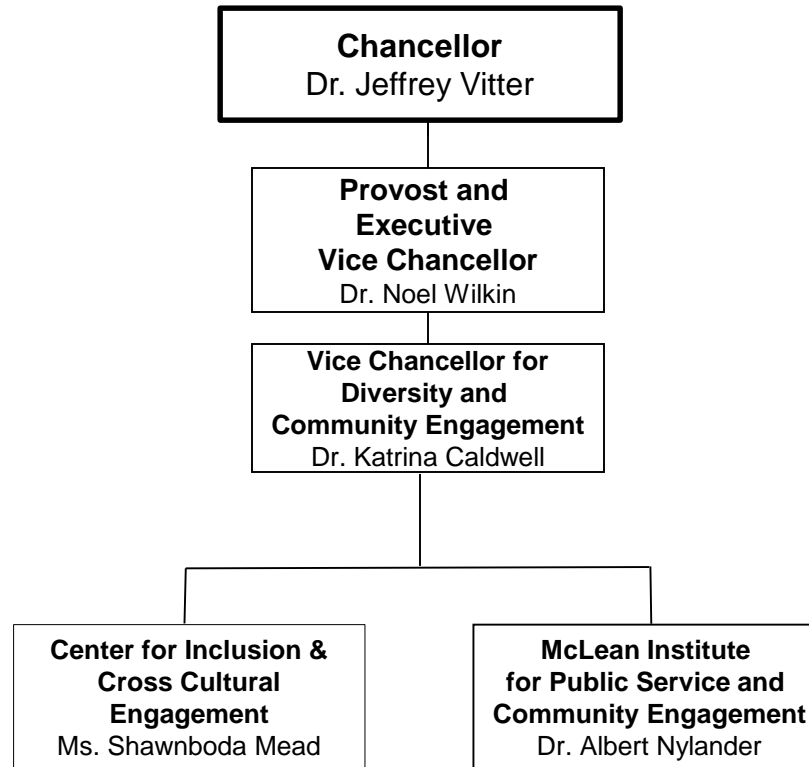 Chancellor
Dr. Jeffrey Vitter
Provost and
Executive
Vice Chancellor
Dr. Noel Wilkin
Vice Chancellor for
Diversity and
Community Engagement
Dr. Katrina Caldwell
Center for Inclusion &
Cross Cultural
Engagement
Ms. Shawnboda Mead
McLean Institute
for Public Service and
Community Engagement
Dr. Albert Nylander